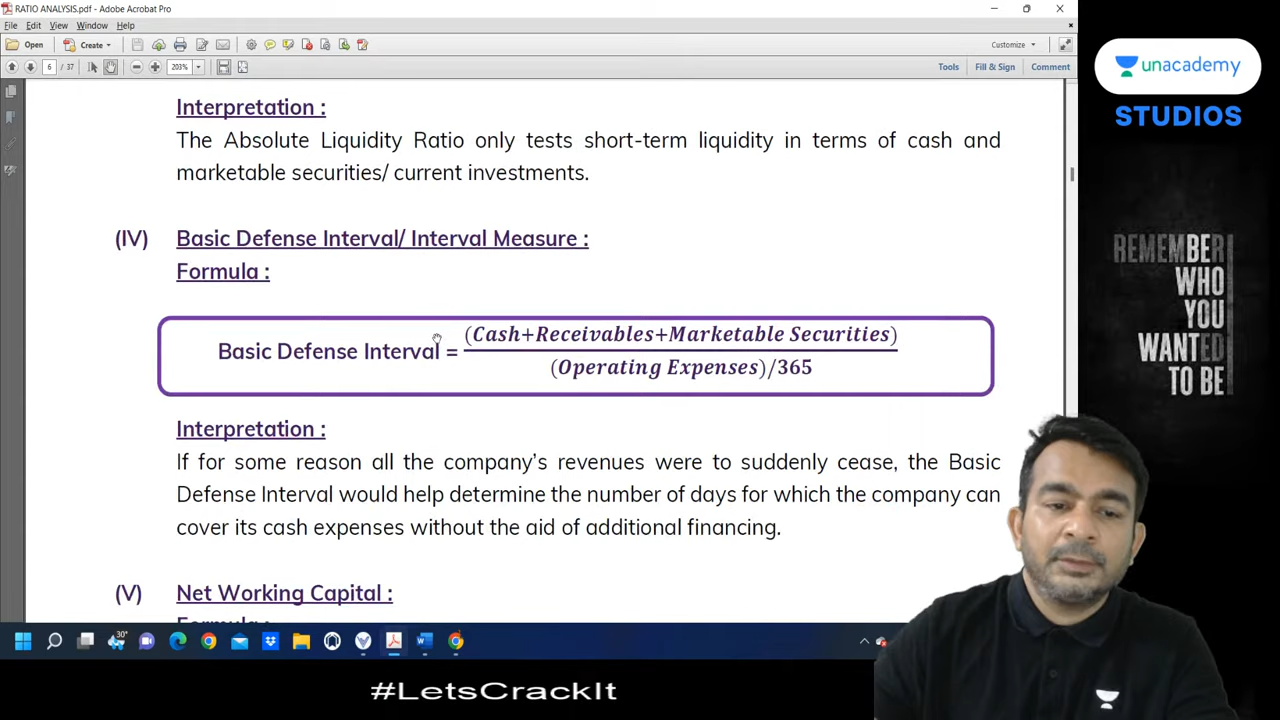 RATIO ANALYSIS.pdf - Adobe Acrobat Pro
File Edit View Window Help
Open Create Customize
6 / 37 203% Tools Fill & Sign Comment
Interpretation :
The Absolute Liquidity Ratio only tests short-term liquidity in terms of cash and
marketable securities/ current investments.
(IV) Basic Defense Interval/ Interval Measure :
Formula :
Basic Defense Interval = (Cash+Receivables+Marketable Securities)
(Operating Expenses)/365
Interpretation :
If for some reason all the company's revenues were to suddenly cease, the Basic
Defense Interval would help determine the number of days for which the company can
cover its cash expenses without the aid of additional financing.
(V) Net Working Capital :
Formula :
30°
#LetsCrackIt
unacademy
STUDIOS
REMEMBER
WHO
YOU
WANTED
TO BE